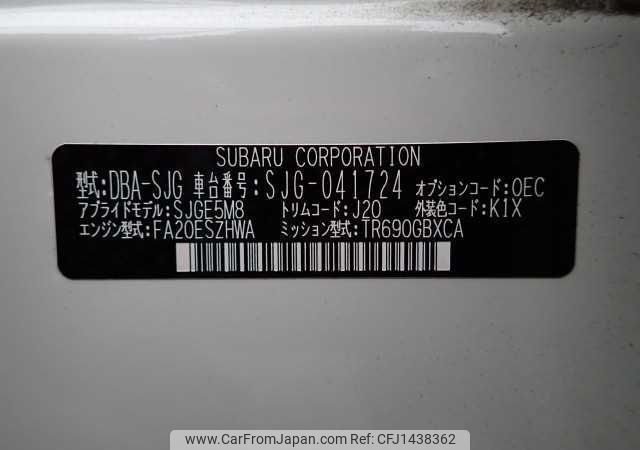 SUBARU CORPORATION
型式:DBA-SJG 車台番号:SJG-041724 オプションコード:OEC
アプライドモデル:SJGE5M8 トリムコード:J20 外装色コード:K1X
エンジン型式:FA20ESZHWA ミッション型式:TR690GBXCA
© CarFromJapan.com - CFJ1438362